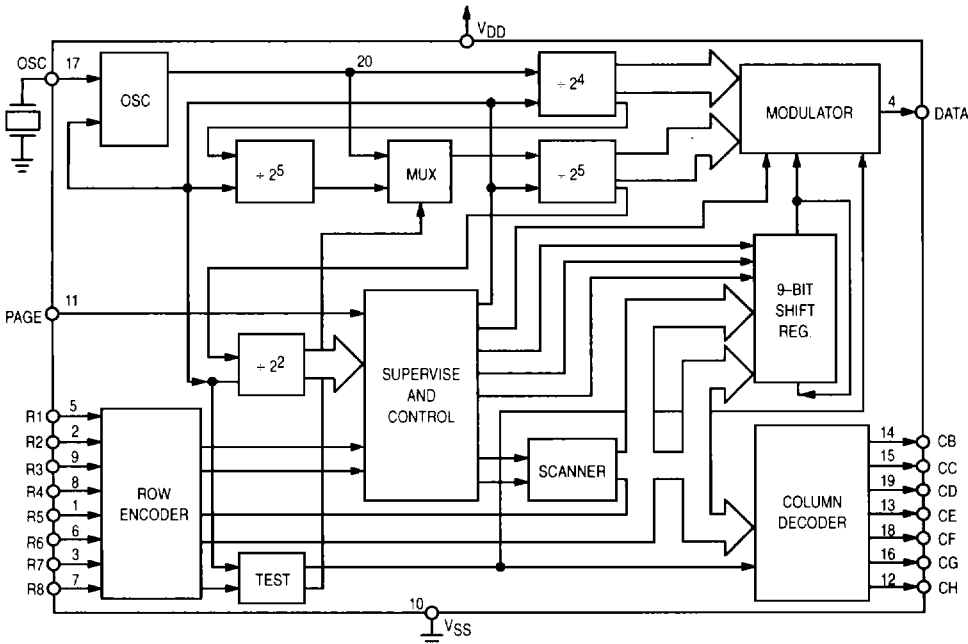 VDD
OSC 17
OSC
20
÷ 2⁴
MODULATOR
4 DATA
÷ 2⁵
MUX
÷ 2⁵
PAGE 11
9–BIT
SHIFT
REG.
÷ 2²
SUPERVISE
AND
CONTROL
R1 5
R2 2
R3 9
R4 8
R5 1
R6 6
R7 3
R8 7
ROW
ENCODER
SCANNER
TEST
COLUMN
DECODER
14 CB
15 CC
19 CD
13 CE
18 CF
16 CG
12 CH
10 VSS